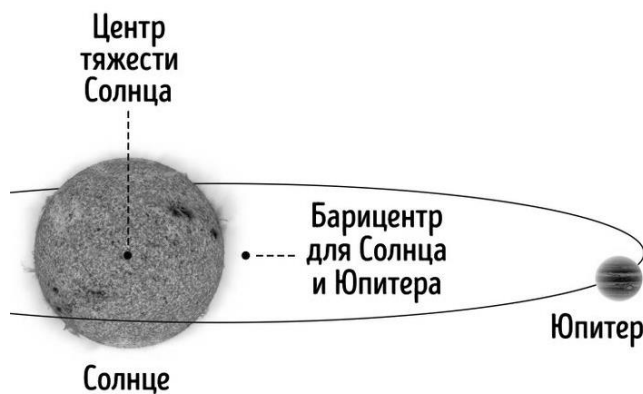 Центр
тяжести
Солнца
Барицентр
для Солнца
и Юпитера
Юпитер
Солнце